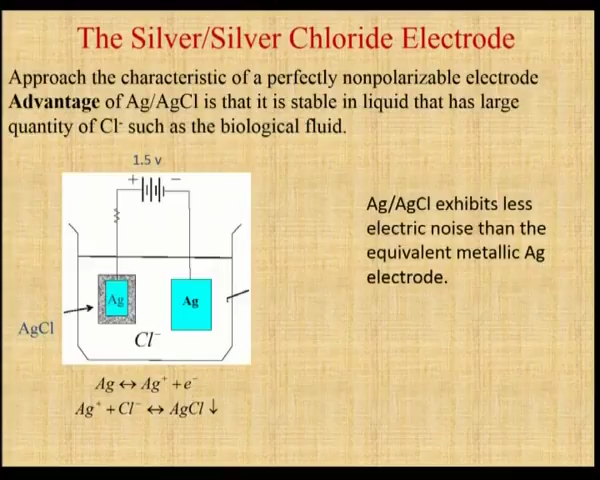 The Silver/Silver Chloride Electrode
Approach the characteristic of a perfectly nonpolarizable electrode
Advantage of Ag/AgCl is that it is stable in liquid that has large
quantity of Cl⁻ such as the biological fluid.
1.5 v
+ −
Ag/AgCl exhibits less
electric noise than the
equivalent metallic Ag
electrode.
Ag
Ag
AgCl
Cl⁻
Ag ↔ Ag⁺ + e⁻
Ag⁺ + Cl⁻ ↔ AgCl ↓